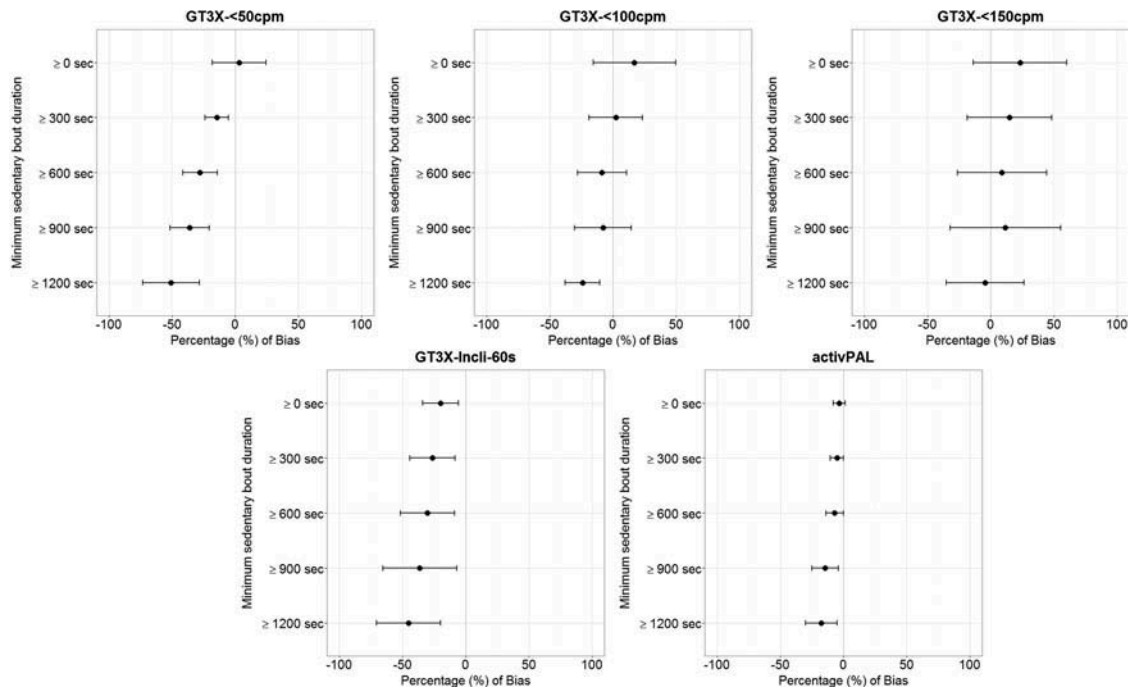 GT3X-<50cpm
GT3X-<100cpm
GT3X-<150cpm
Minimum sedentary bout duration
≥ 0 sec
≥ 300 sec
≥ 600 sec
≥ 900 sec
≥ 1200 sec
-100 -50 0 50 100
Percentage (%) of Bias
Minimum sedentary bout duration
≥ 0 sec
≥ 300 sec
≥ 600 sec
≥ 900 sec
≥ 1200 sec
-100 -50 0 50 100
Percentage (%) of Bias
Minimum sedentary bout duration
≥ 0 sec
≥ 300 sec
≥ 600 sec
≥ 900 sec
≥ 1200 sec
-100 -50 0 50 100
Percentage (%) of Bias
GT3X-Incli-60s
activPAL
Minimum sedentary bout duration
≥ 0 sec
≥ 300 sec
≥ 600 sec
≥ 900 sec
≥ 1200 sec
-100 -50 0 50 100
Percentage (%) of Bias
Minimum sedentary bout duration
≥ 0 sec
≥ 300 sec
≥ 600 sec
≥ 900 sec
≥ 1200 sec
-100 -50 0 50 100
Percentage (%) of Bias